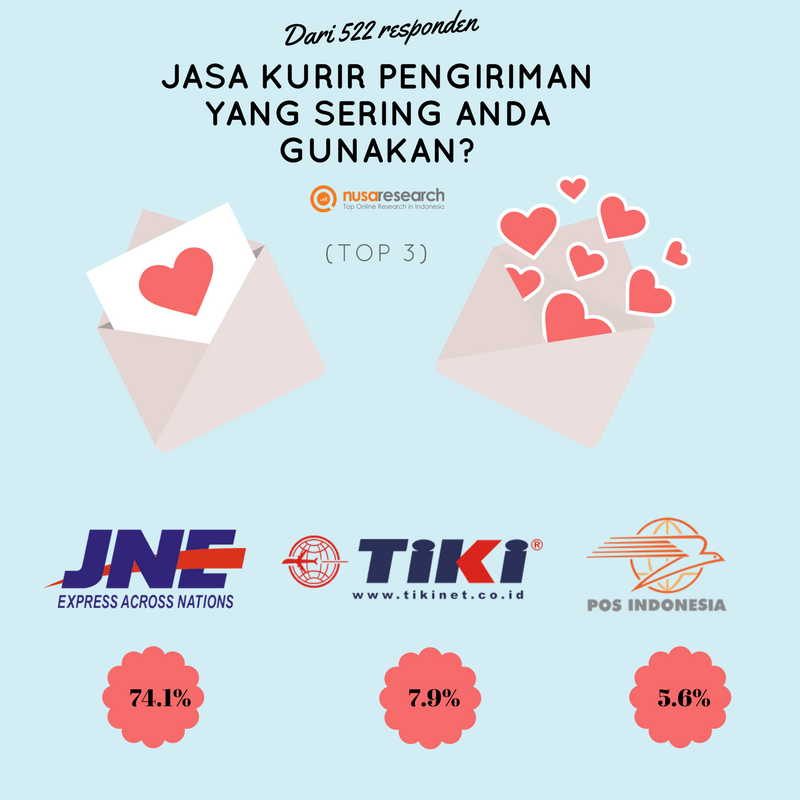 Dari 522 responden
JASA KURIR PENGIRIMAN
YANG SERING ANDA
GUNAKAN?
nusaresearch
Top Online Research in Indonesia
(TOP 3)
JNE
EXPRESS ACROSS NATIONS
TiKi®
www.tikinet.co.id
POS INDONESIA
74.1%
7.9%
5.6%